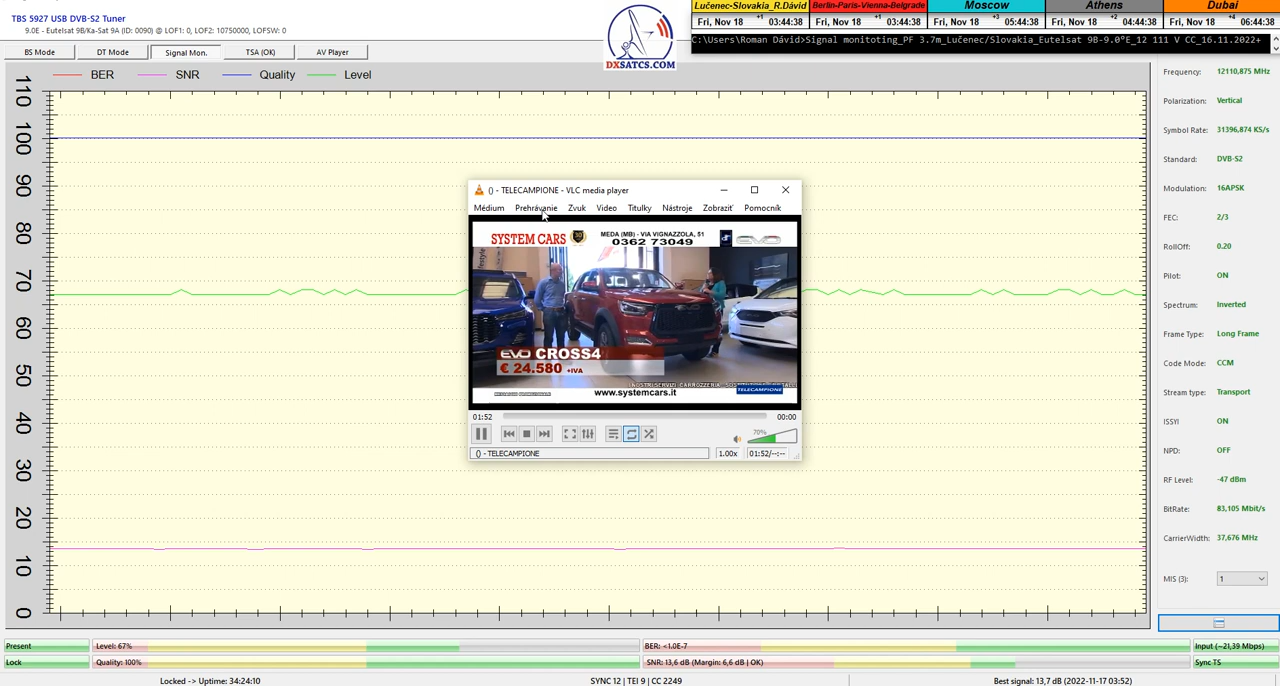 TBS 5927 USB DVB-S2 Tuner
9.0E - Eutelsat 9B/Ka-Sat 9A (ID: 0090) @ LOF1: 0, LOF2: 10750000, LOFSW: 0
BS Mode DT Mode Signal Mon. TSA (OK) AV Player
DXSATCS.COM
Lučenec-Slovakia_R.Dávid Berlin-Paris-Vienna-Belgrade Moscow Athens Dubai
Fri, Nov 18 +1 03:44:38 Fri, Nov 18 +1 03:44:38 Fri, Nov 18 +3 05:44:38 Fri, Nov 18 +2 04:44:38 Fri, Nov 18 +4 06:44:38
C:\Users\Roman Dávid>Signal monitoting_PF 3.7m_Lučenec/Slovakia_Eutelsat 9B-9.0°E_12 111 V CC_16.11.2022+
BER SNR Quality Level
110
100
90
80
70
60
50
40
30
20
10
0
() - TELECAMPIONE - VLC media player
Médium Prehrávanie Zvuk Video Titulky Nástroje Zobraziť Pomocník
SYSTEM CARS 30 MEDA (MB) - VIA VIGNAZZOLA, 51
0362 73049
EVO
EVO CROSS4
€ 24.580 +IVA
www.systemcars.it
TELECAMPIONE
01:52 00:00
70%
() - TELECAMPIONE 1.00x 01:52/--:--
Frequency: 12110,875 MHz
Polarization: Vertical
Symbol Rate: 31396,874 KS/s
Standard: DVB-S2
Modulation: 16APSK
FEC: 2/3
RollOff: 0.20
Pilot: ON
Spectrum: Inverted
Frame Type: Long Frame
Code Mode: CCM
Stream type: Transport
ISSYI ON
NPD: OFF
RF Level: -47 dBm
BitRate: 83,105 Mbit/s
CarrierWidth: 37,676 MHz
MIS (3): 1
Present Level: 67% BER: <1.0E-7 Input (~21,39 Mbps)
Lock Quality: 100% SNR: 13,6 dB (Margin: 6,6 dB | OK) Sync TS
Locked -> Uptime: 34:24:10 SYNC 12 | TEI 9 | CC 2249 Best signal: 13,7 dB (2022-11-17 03:52)